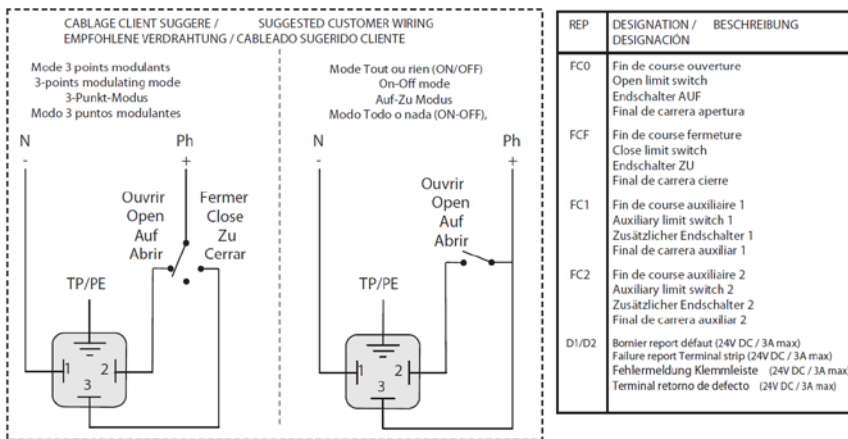 CABLAGE CLIENT SUGGERE / SUGGESTED CUSTOMER WIRING
EMPFOHLENE VERDRAHTUNG / CABLEADO SUGERIDO CLIENTE
Mode 3 points modulants
3-points modulating mode
3-Punkt-Modus
Modo 3 puntos modulantes
N
-
Ph
+
Ouvrir
Open
Auf
Abrir
Fermer
Close
Zu
Cerrar
TP/PE
1
2
3
Mode Tout ou rien (ON/OFF)
On-Off mode
Auf-Zu Modus
Modo Todo o nada (ON-OFF),
N
-
Ph
+
Ouvrir
Open
Auf
Abrir
TP/PE
1
2
3
REP DESIGNATION / BESCHREIBUNG
DESIGNACIÓN
FC0 Fin de course ouverture
Open limit switch
Endschalter AUF
Final de carrera apertura
FCF Fin de course fermeture
Close limit switch
Endschalter ZU
Final de carrera cierre
FC1 Fin de course auxiliaire 1
Auxiliary limit switch 1
Zusätzlicher Endschalter 1
Final de carrera auxiliar 1
FC2 Fin de course auxiliaire 2
Auxiliary limit switch 2
Zusätzlicher Endschalter 2
Final de carrera auxiliar 2
D1/D2 Bornier report défaut (24V DC / 3A max)
Failure report Terminal strip (24V DC / 3A max)
Fehlermeldung Klemmleiste (24V DC / 3A max)
Terminal retorno de defecto (24V DC / 3A max)